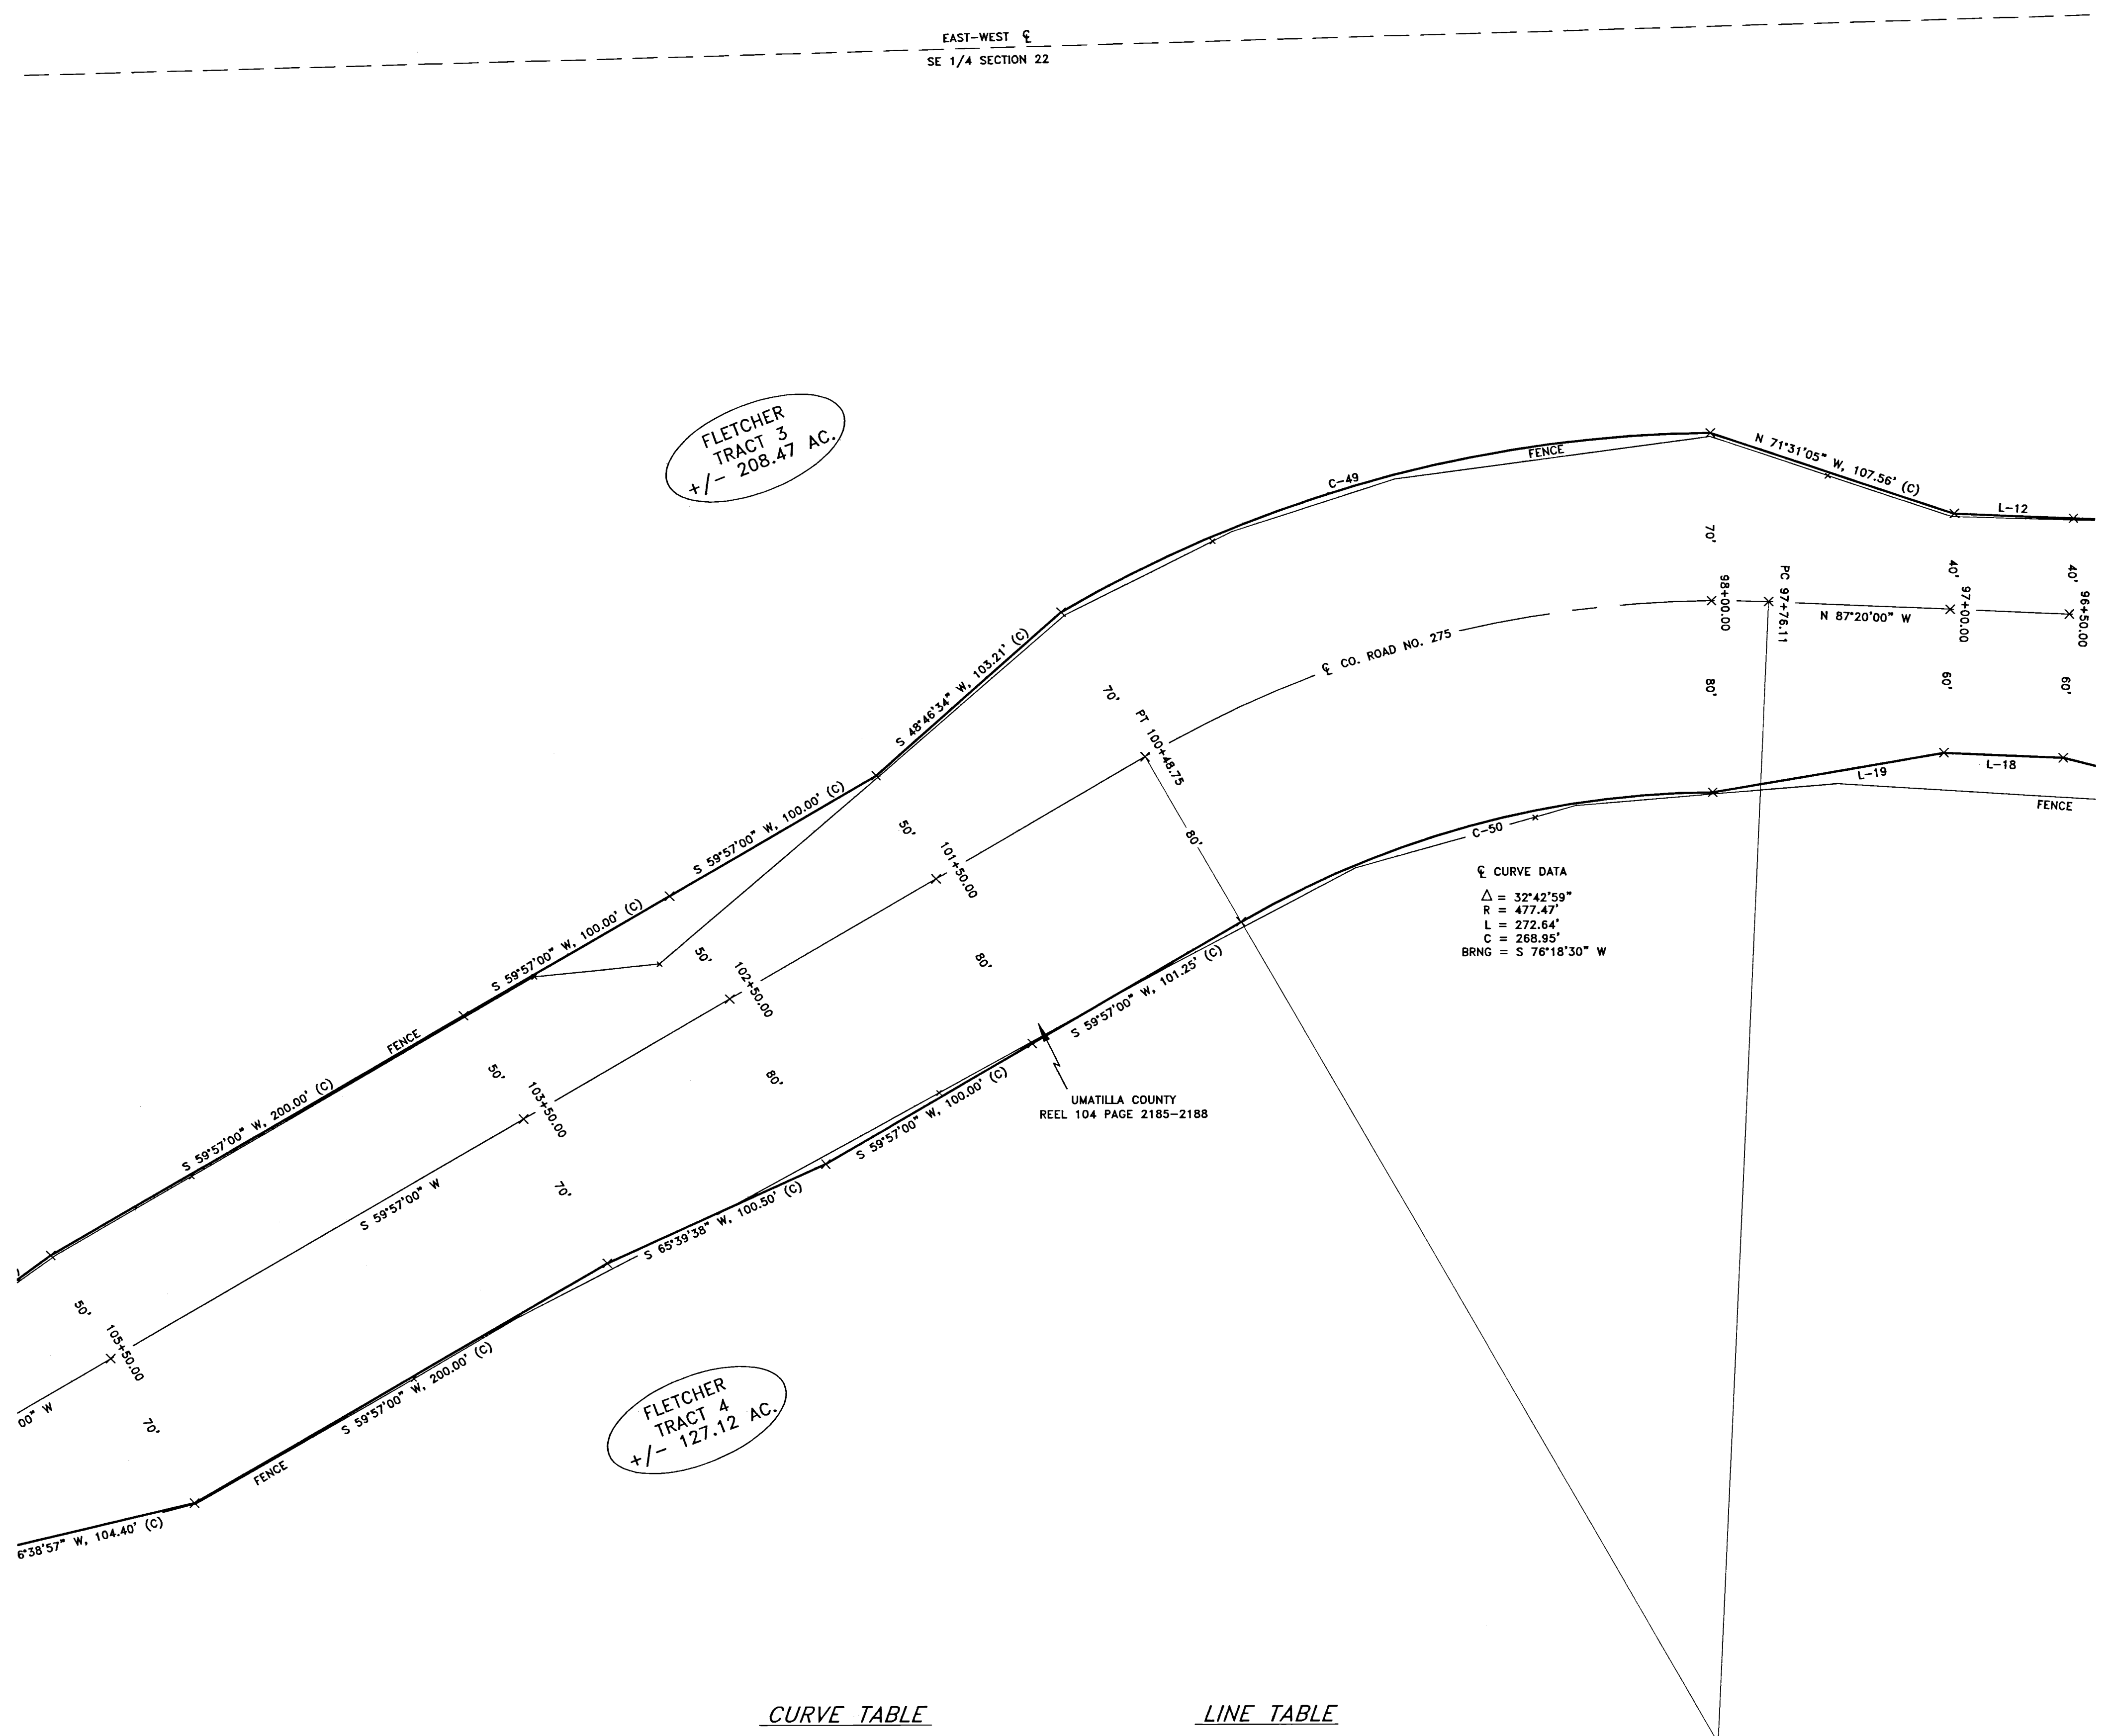 EAST-WEST ℄
SE 1/4 SECTION 22
FLETCHER
TRACT 3
+/- 208.47 AC.
C-49
FENCE
N 71°31'05" W, 107.56' (C)
L-12
70'
40'
40'
98+00.00
PC 97+76.11
97+00.00
96+50.00
N 87°20'00" W
℄ CO. ROAD NO. 275
80'
60'
60'
S 48°46'34" W, 103.21' (C)
70'
PT 100+48.75
80'
L-19
L-18
FENCE
C-50
S 59°57'00" W, 100.00' (C)
50'
101+50.00
80'
℄ CURVE DATA
Δ = 32°42'59"
R = 477.47'
L = 272.64'
C = 268.95'
BRNG = S 76°18'30" W
S 59°57'00" W, 100.00' (C)
50'
102+50.00
80'
S 59°57'00" W, 101.25' (C)
FENCE
50'
103+50.00
70'
S 59°57'00" W, 100.00' (C)
N
UMATILLA COUNTY
REEL 104 PAGE 2185-2188
S 59°57'00" W, 200.00' (C)
S 59°57'00" W
S 65°39'38" W, 100.50' (C)
50'
105+50.00
70'
00" W
S 59°57'00" W, 200.00' (C)
FLETCHER
TRACT 4
+/- 127.12 AC.
FENCE
6°38'57" W, 104.40' (C)
CURVE TABLE
LINE TABLE